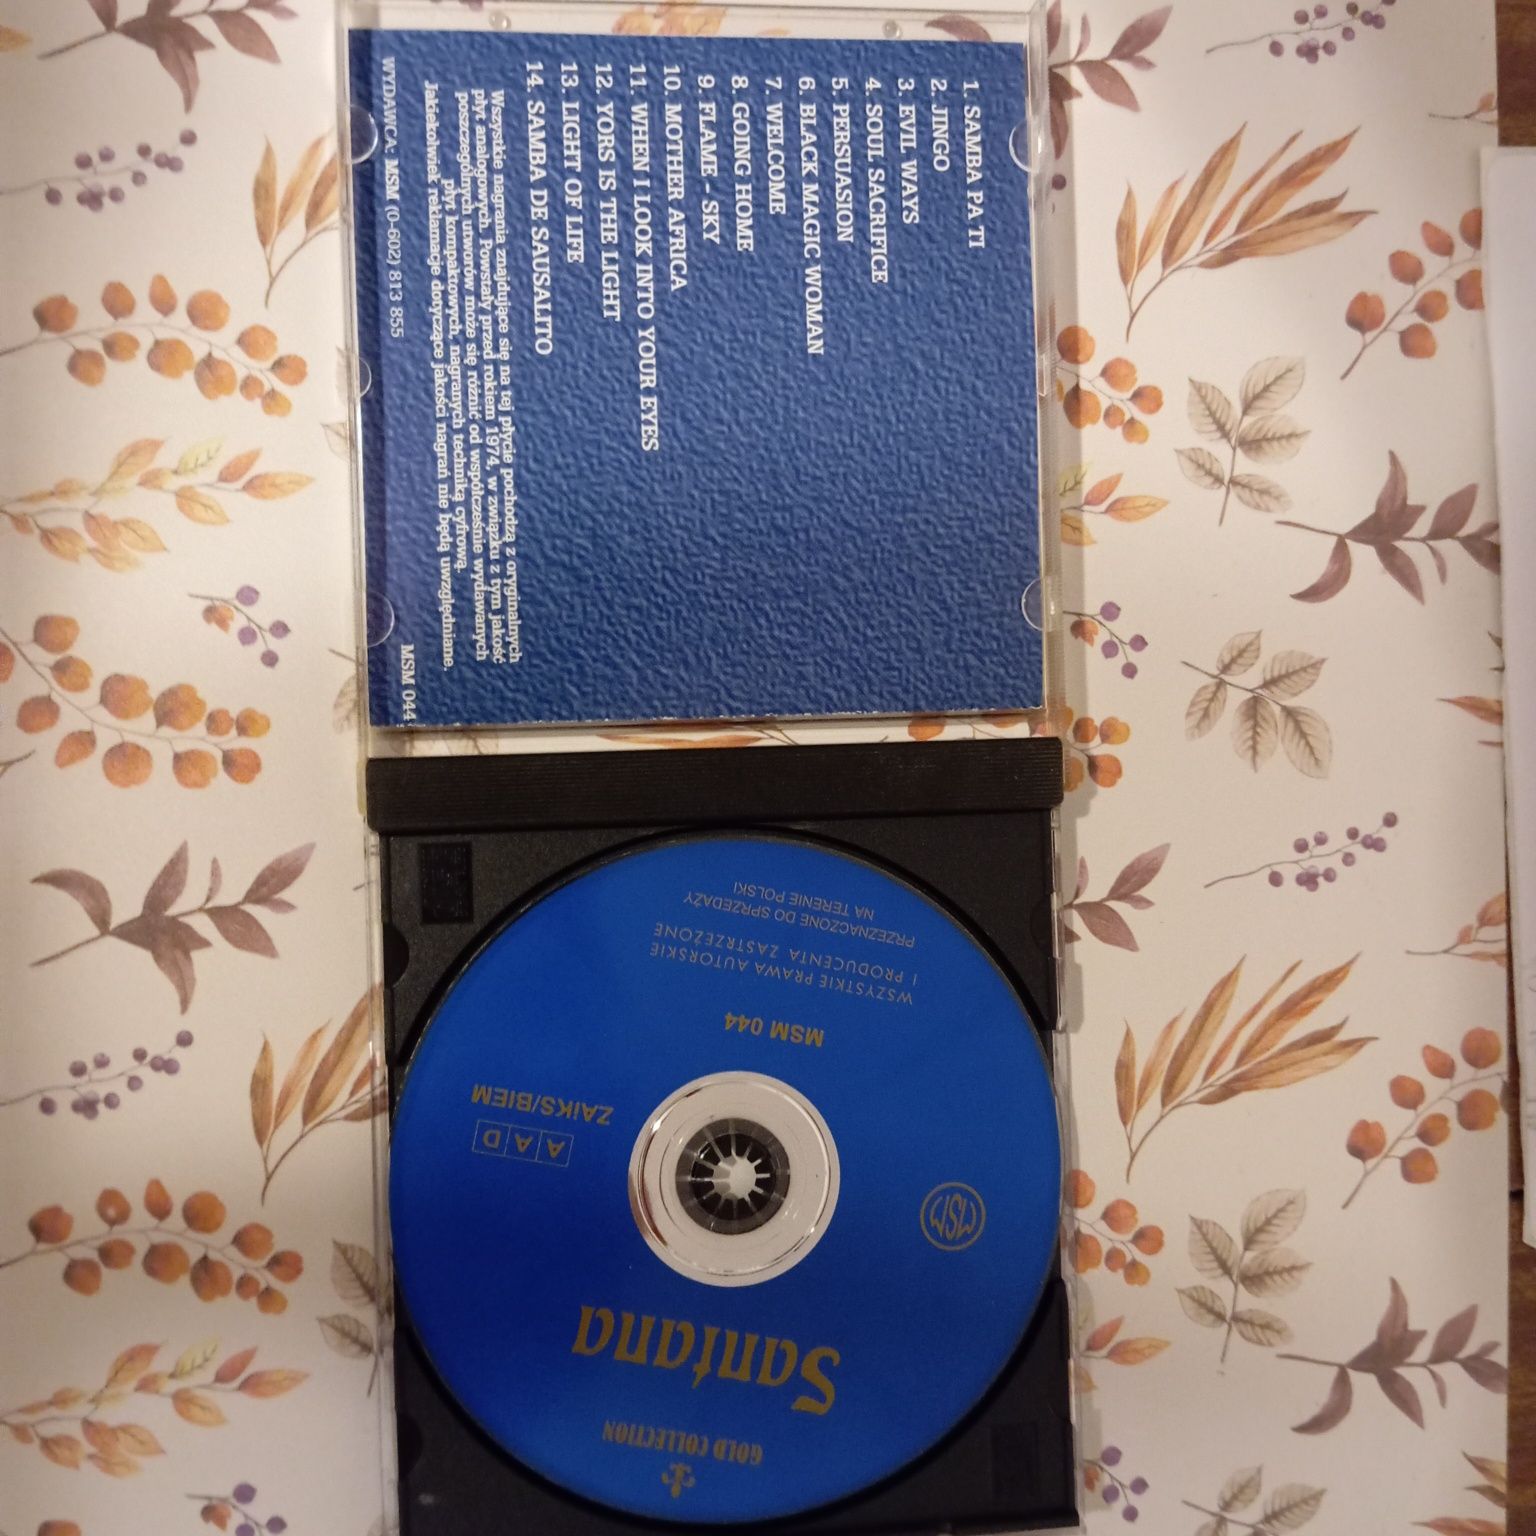 1. SAMBA PA TI
2. JINGO
3. EVIL WAYS
4. SOUL SACRIFICE
5. PERSUASION
6. BLACK MAGIC WOMAN
7. WELCOME
8. GOING HOME
9. FLAME - SKY
10. MOTHER AFRICA
11. WHEN I LOOK INTO YOUR EYES
12. YORS IS THE LIGHT
13. LIGHT OF LIFE
14. SAMBA DE SAUSALITO
Wszystkie nagrania znajdujące się na tej płycie pochodzą z oryginalnych
płyt analogowych. Powstały przed rokiem 1974, w związku z tym jakość
poszczególnych utworów może się różnić od współcześnie wydawanych
płyt kompaktowych, nagranych techniką cyfrową.
Jakiekolwiek reklamacje dotyczące jakości nagrań nie będą uwzględniane.
WYDAWCA: MSM (0-602) 813 855
MSM 044
GOLD COLLECTION
Santana
MSM
AAD
ZAiKS/BIEM
MSM 044
WSZYSTKIE PRAWA AUTORSKIE
I PRODUCENTA ZASTRZEŻONE
PRZEZNACZONE DO SPRZEDAŻY
NA TERENIE POLSKI